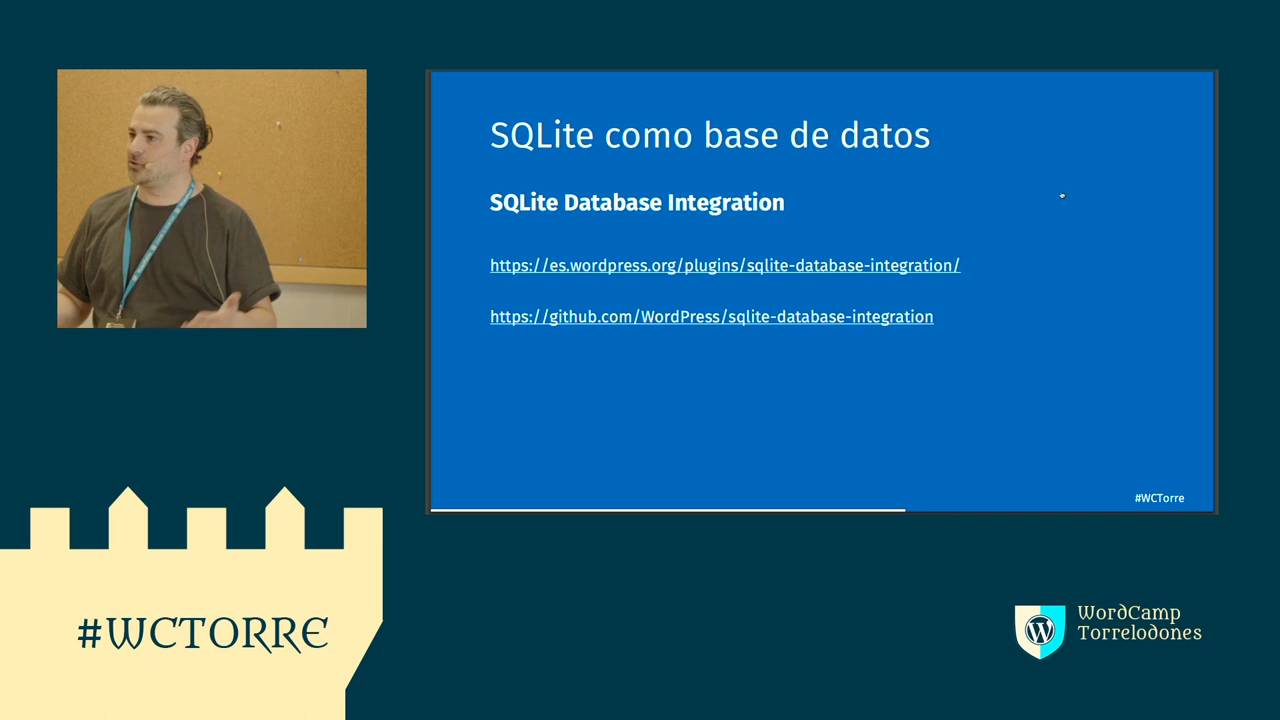 SQLite como base de datos
SQLite Database Integration
https://es.wordpress.org/plugins/sqlite-database-integration/
https://github.com/WordPress/sqlite-database-integration
#WCTorre
#WCTORRE
WordCamp
Torrelodones